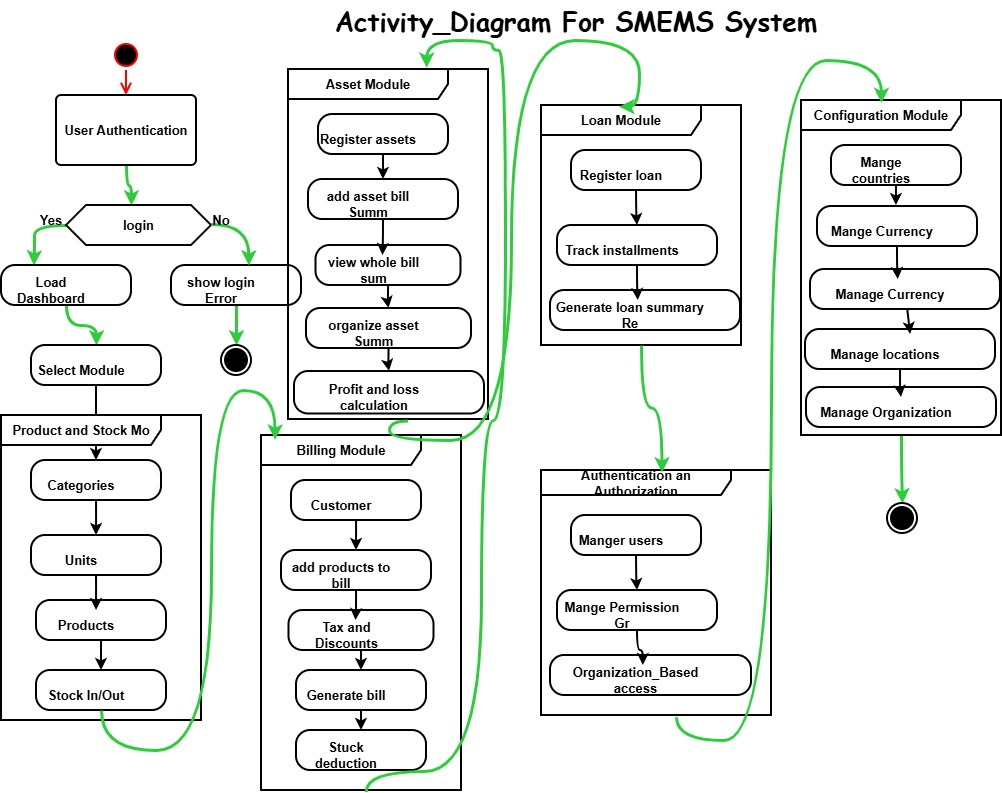 Activity_Diagram For SMEMS System
User Authentication
login
Yes
No
Load
Dashboard
show login
Error
Select Module
Product and Stock Mo
Categories
Units
Products
Stock In/Out
Billing Module
Customer
add products to
bill
Tax and
Discounts
Generate bill
Stuck
deduction
Asset Module
Register assets
add asset bill
Summ
view whole bill
sum
organize asset
Summ
Profit and loss
calculation
Loan Module
Register loan
Track installments
Generate loan summary
Re
Authentication an
Authorization
Manger users
Mange Permission
Gr
Organization_Based
access
Configuration Module
Mange
countries
Mange Currency
Manage Currency
Manage locations
Manage Organization